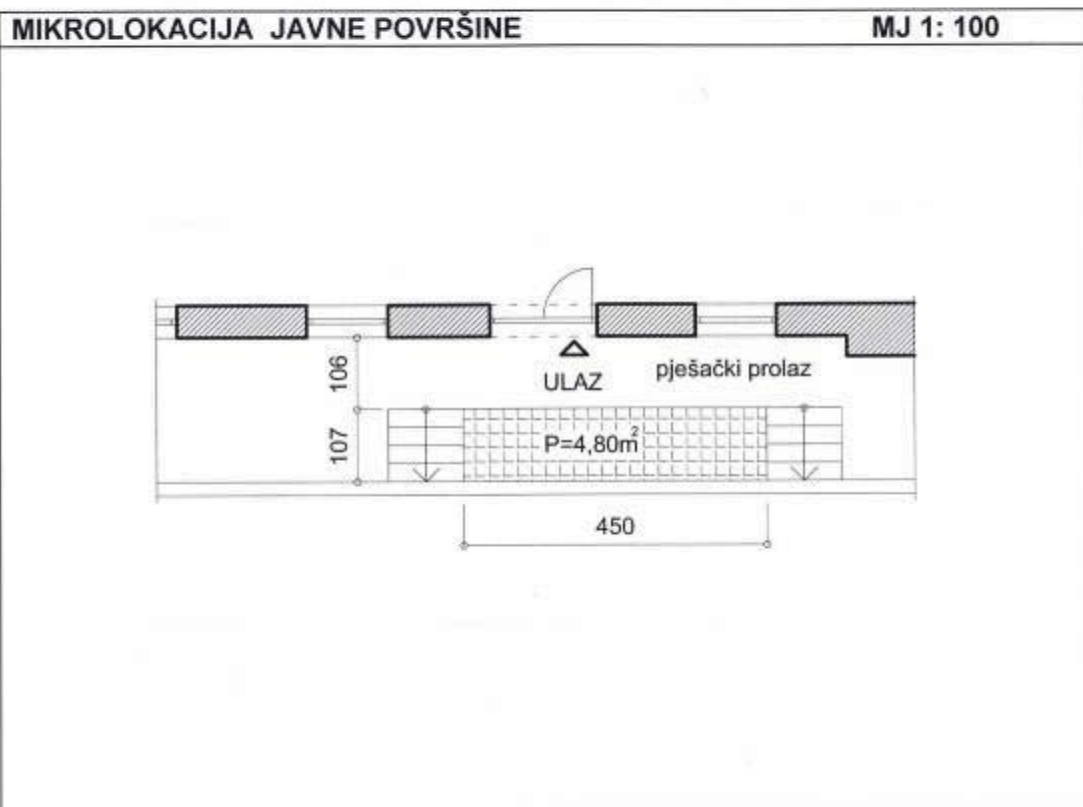 MIKROLOKACIJA JAVNE POVRŠINE MJ 1: 100
106
ULAZ
pješački prolaz
107
P=4,80m²
450